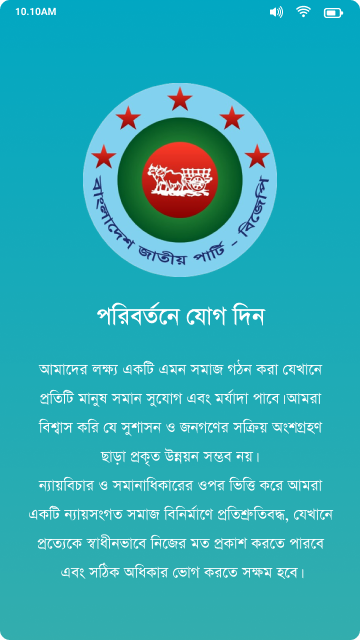 10.10AM
বাংলাদেশ জাতীয় পার্টি - বিজেপি
পরিবর্তনে যোগ দিন
আমাদের লক্ষ্য একটি এমন সমাজ গঠন করা যেখানে
প্রতিটি মানুষ সমান সুযোগ এবং মর্যাদা পাবে।আমরা
বিশ্বাস করি যে সুশাসন ও জনগণের সক্রিয় অংশগ্রহণ
ছাড়া প্রকৃত উন্নয়ন সম্ভব নয়।
ন্যায়বিচার ও সমানাধিকারের ওপর ভিত্তি করে আমরা
একটি ন্যায়সংগত সমাজ বিনির্মাণে প্রতিশ্রুতিবদ্ধ, যেখানে
প্রত্যেকে স্বাধীনভাবে নিজের মত প্রকাশ করতে পারবে
এবং সঠিক অধিকার ভোগ করতে সক্ষম হবে।